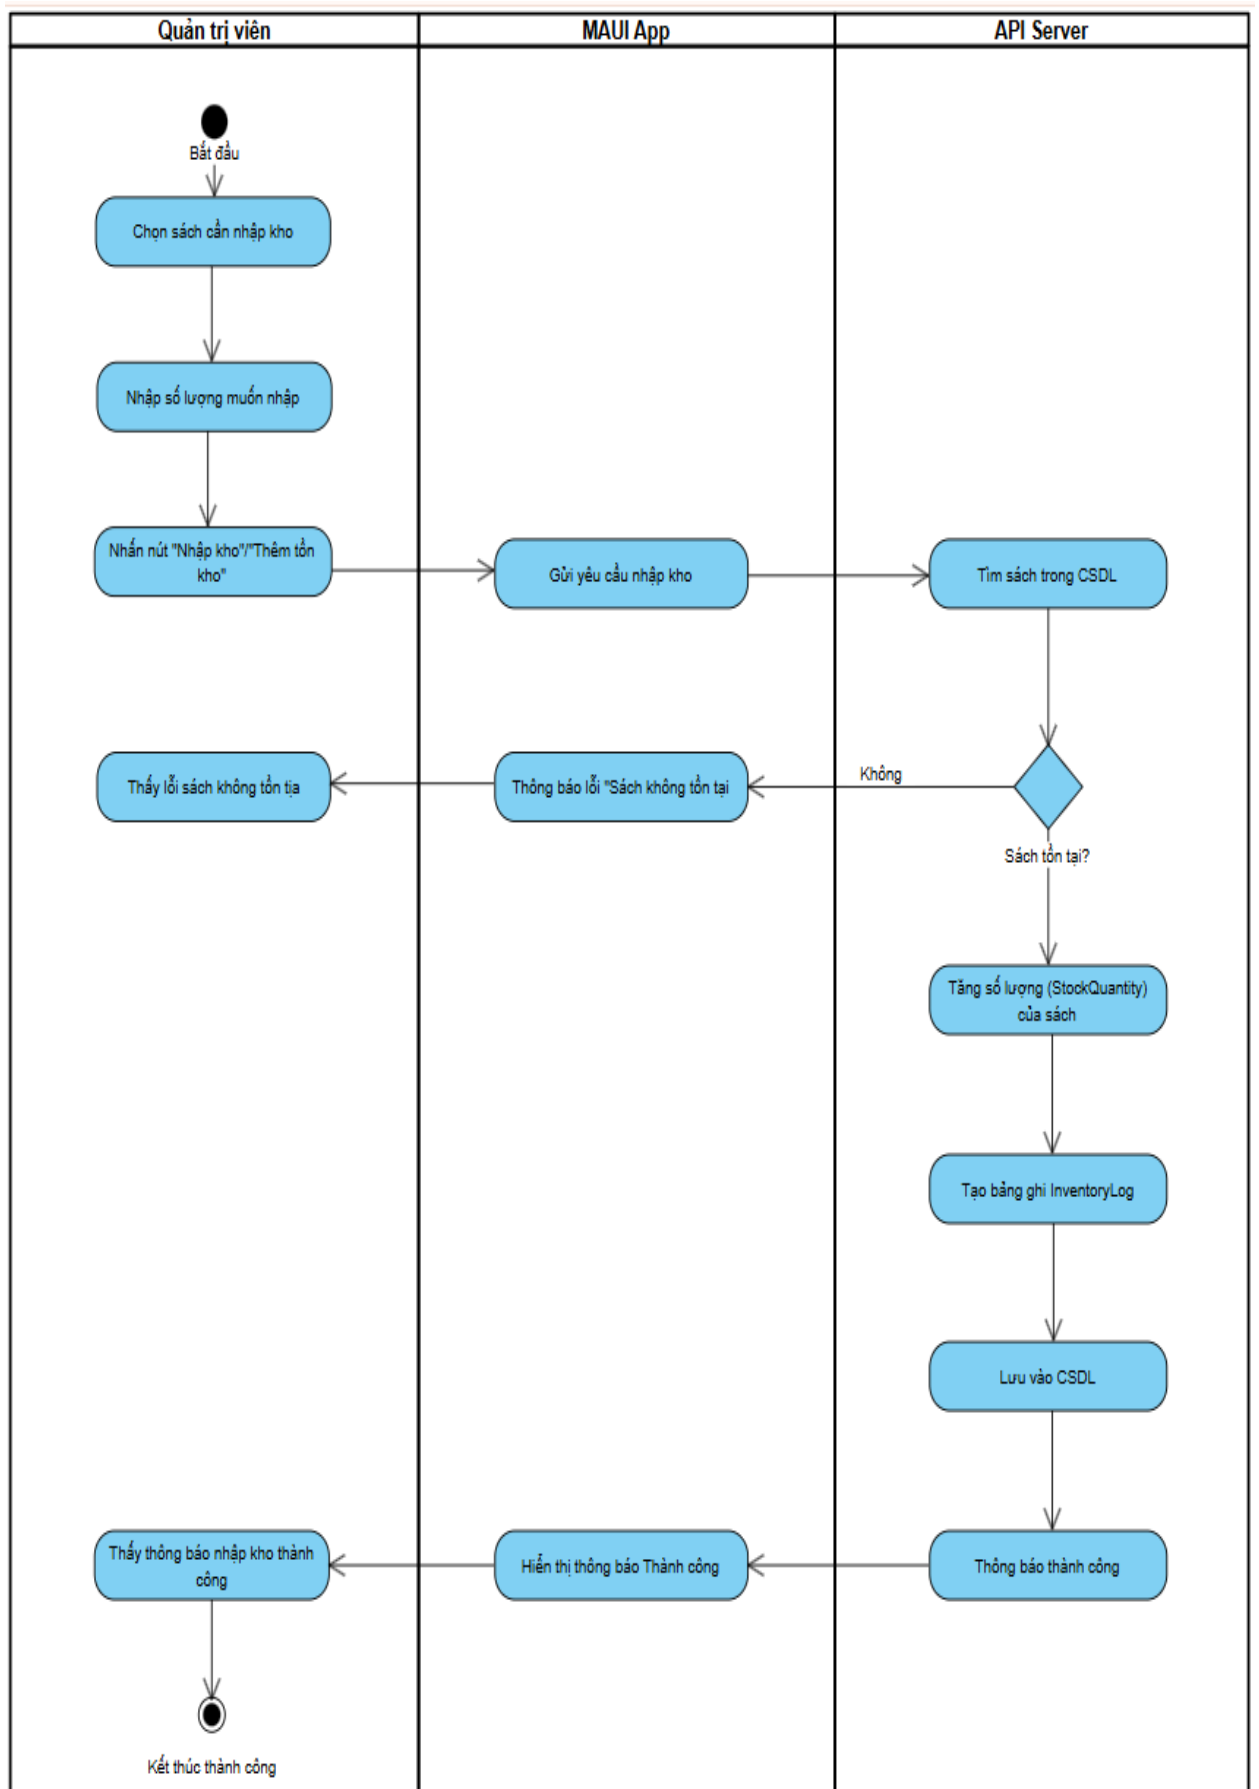 Quản trị viên
MAUI App
API Server
Bắt đầu
Chọn sách cần nhập kho
Nhập số lượng muốn nhập
Nhấn nút "Nhập kho"/"Thêm tồn
kho"
Gửi yêu cầu nhập kho
Tìm sách trong CSDL
Thấy lỗi sách không tồn tịa
Thông báo lỗi "Sách không tồn tại
Không
Sách tồn tại?
Tăng số lượng (StockQuantity)
của sách
Tạo bảng ghi InventoryLog
Lưu vào CSDL
Thấy thông báo nhập kho thành
công
Hiển thị thông báo Thành công
Thông báo thành công
Kết thúc thành công